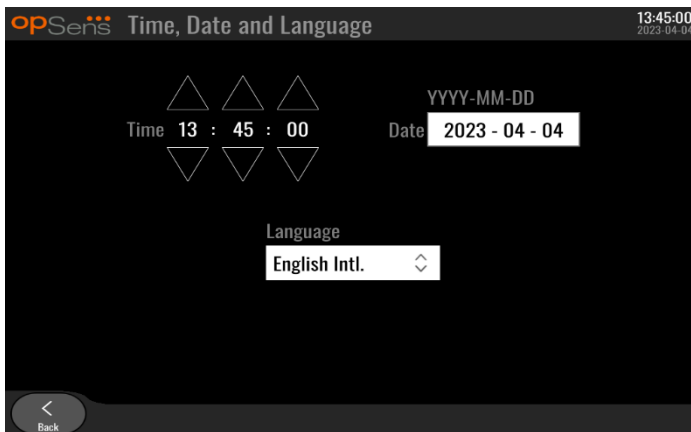 opSens Time, Date and Language
13:45:00
2023-04-04
YYYY-MM-DD
Time 13 : 45 : 00
Date 2023 - 04 - 04
Language
English Intl.
Back